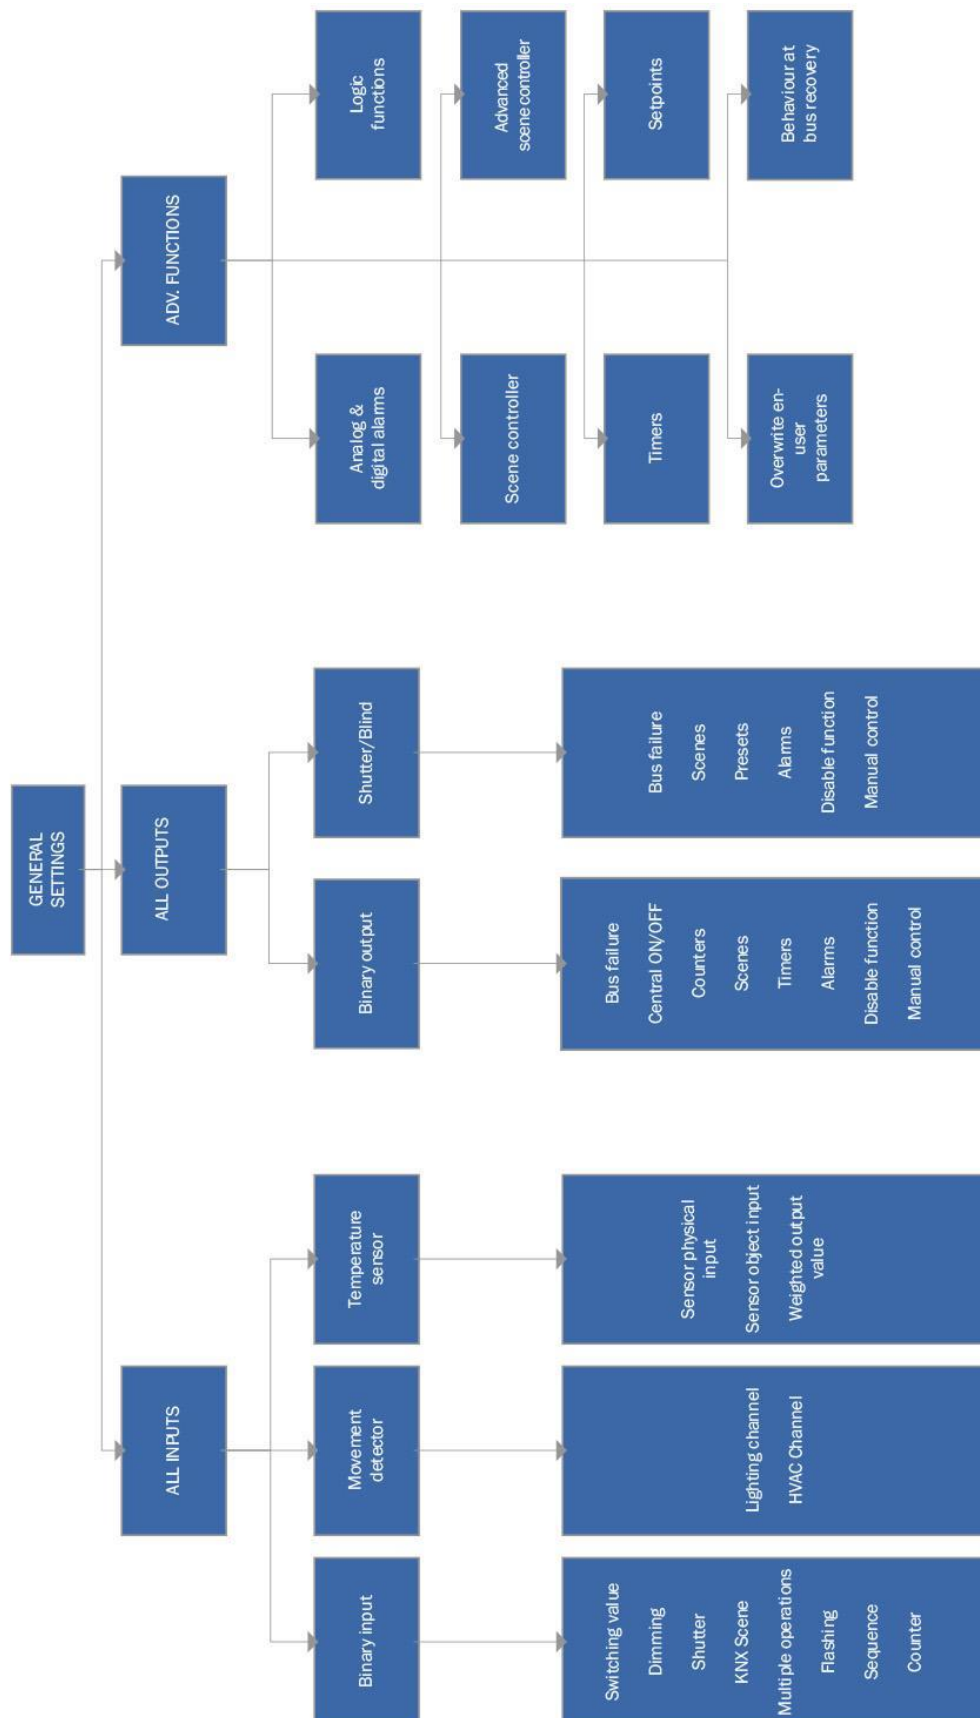 GENERAL
SETTINGS
ALL INPUTS
ALL OUTPUTS
ADV. FUNCTIONS
Binary input
Movement
detector
Temperature
sensor
Binary output
Shutter/Blind
Analog &
digital alarms
Logic
functions
Scene controller
Advanced
scene controller
Timers
Setpoints
Overwrite en-
user
parameters
Behaviour at
bus recovery
Switching value
Dimming
Shutter
KNX Scene
Multiple operations
Flashing
Sequence
Counter
Lighting channel
HVAC Channel
Sensor physical
input
Sensor object input
Weighted output
value
Bus failure
Central ON/OFF
Counters
Scenes
Timers
Alarms
Disable function
Manual control
Bus failure
Scenes
Presets
Alarms
Disable function
Manual control